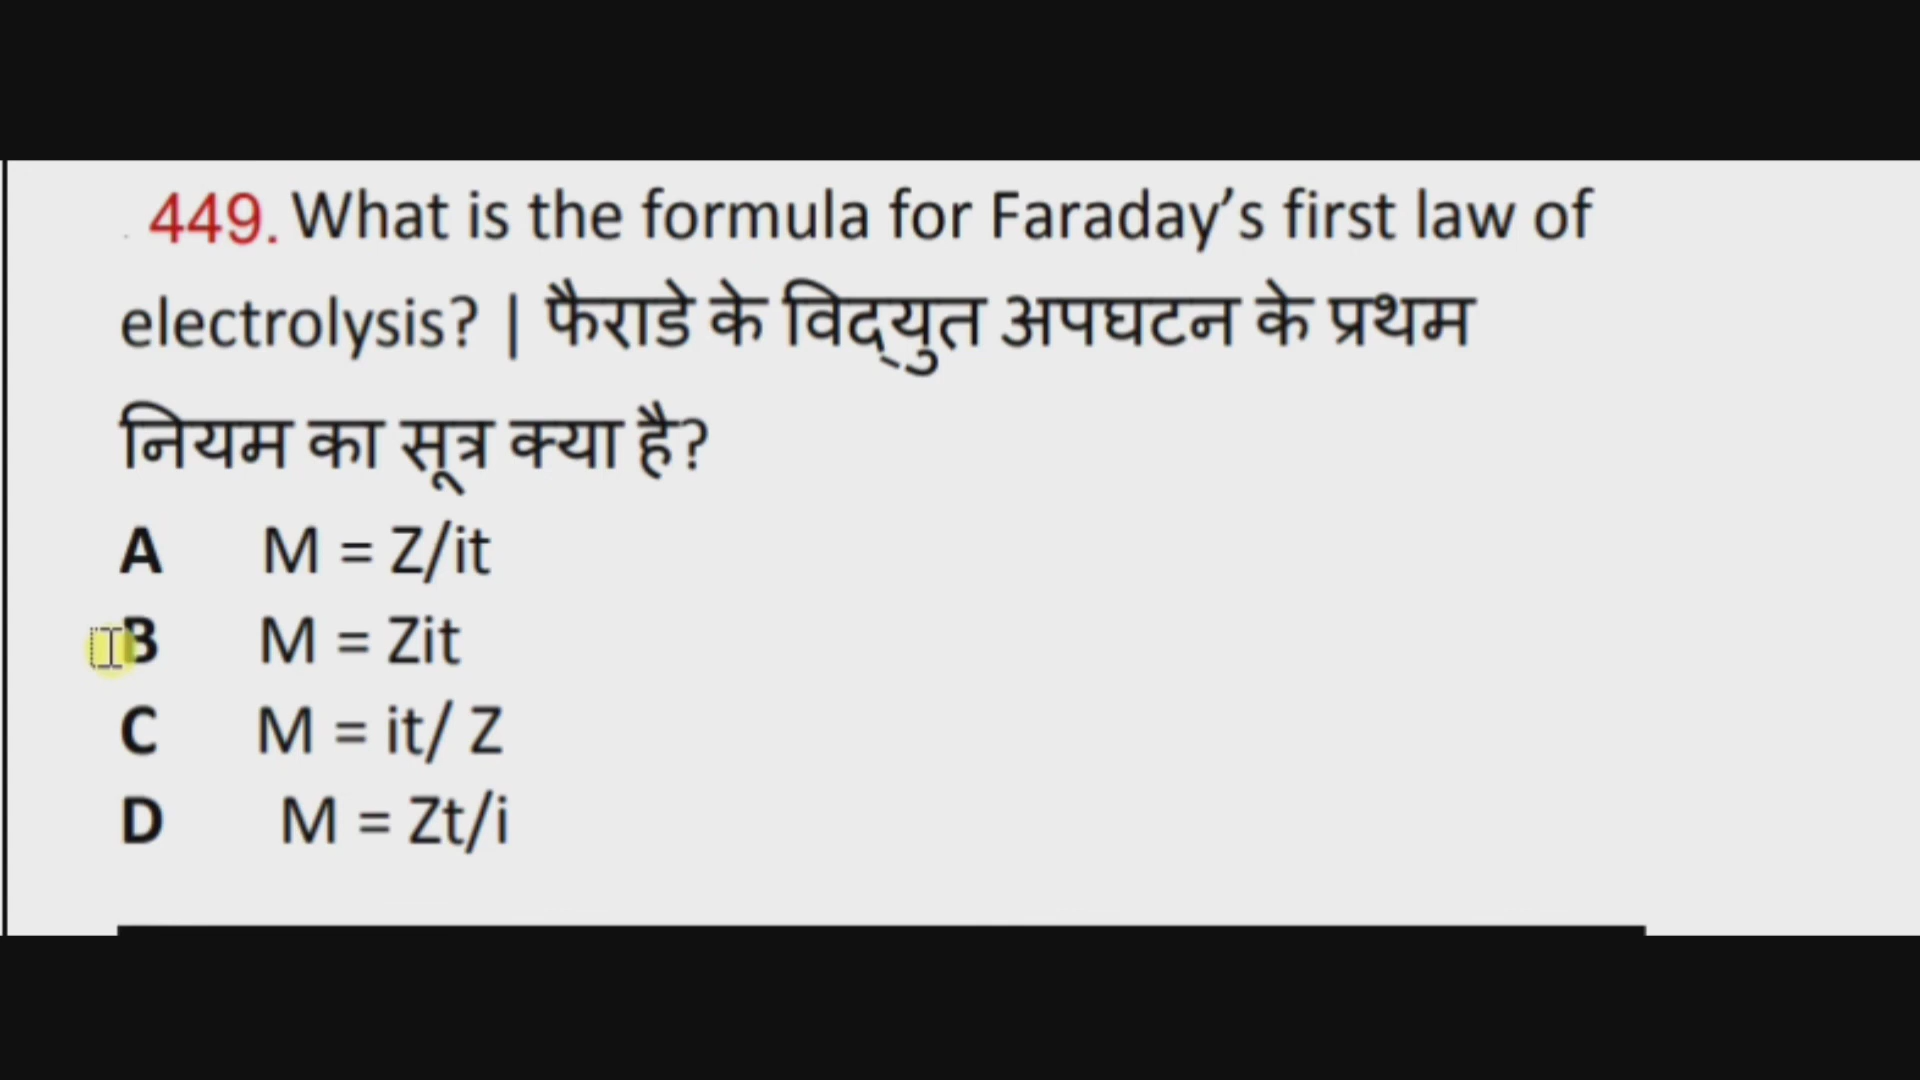 449. What is the formula for Faraday's first law of
electrolysis? | फैराडे के विद्युत अपघटन के प्रथम
नियम का सूत्र क्या है?
A M = Z/it
B M = Zit
C M = it/ Z
D M = Zt/i